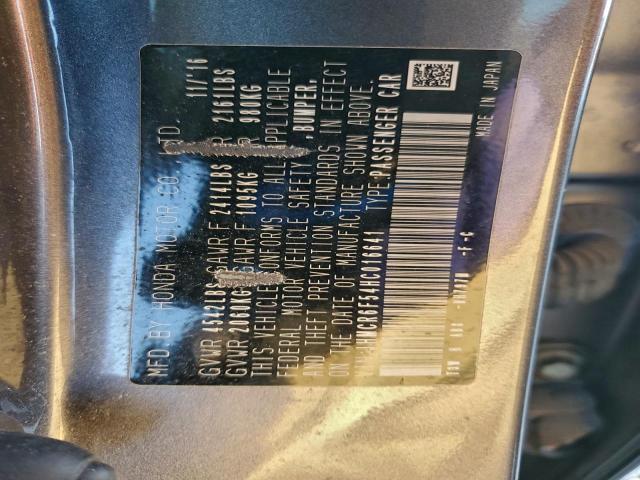 MFD BY HONDA MOTOR CO.,LTD. 11/'16
GVWR 4542LBS GAWR F 2414LBS R 2161LBS
GVWR 2060KG GAWR F 1095KG R 980KG
THIS VEHICLE CONFORMS TO ALL APPLICABLE
FEDERAL MOTOR VEHICLE SAFETY, BUMPER,
AND THEFT PREVENTION STANDARDS IN EFFECT
ON THE DATE OF MANUFACTURE SHOWN ABOVE.
TYPE:PASSENGER CAR
MADE IN JAPAN